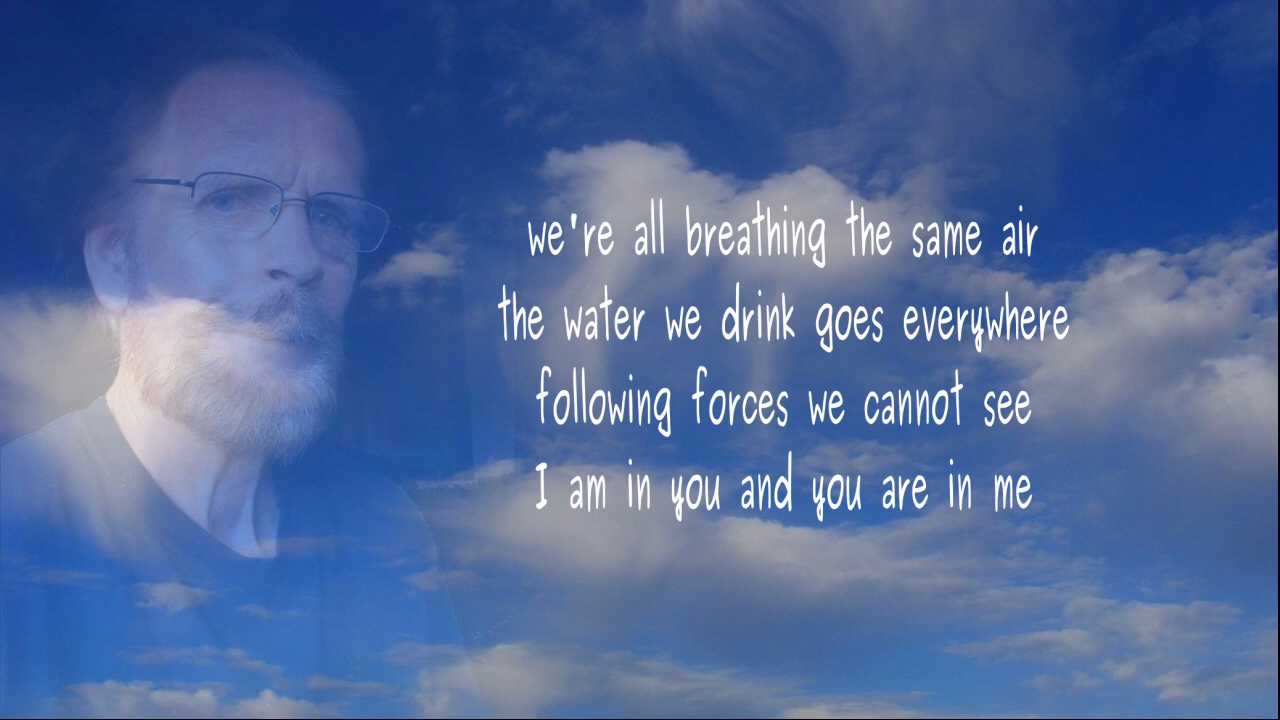 we're all breathing the same air
the water we drink goes everywhere
following forces we cannot see
I am in you and you are in me